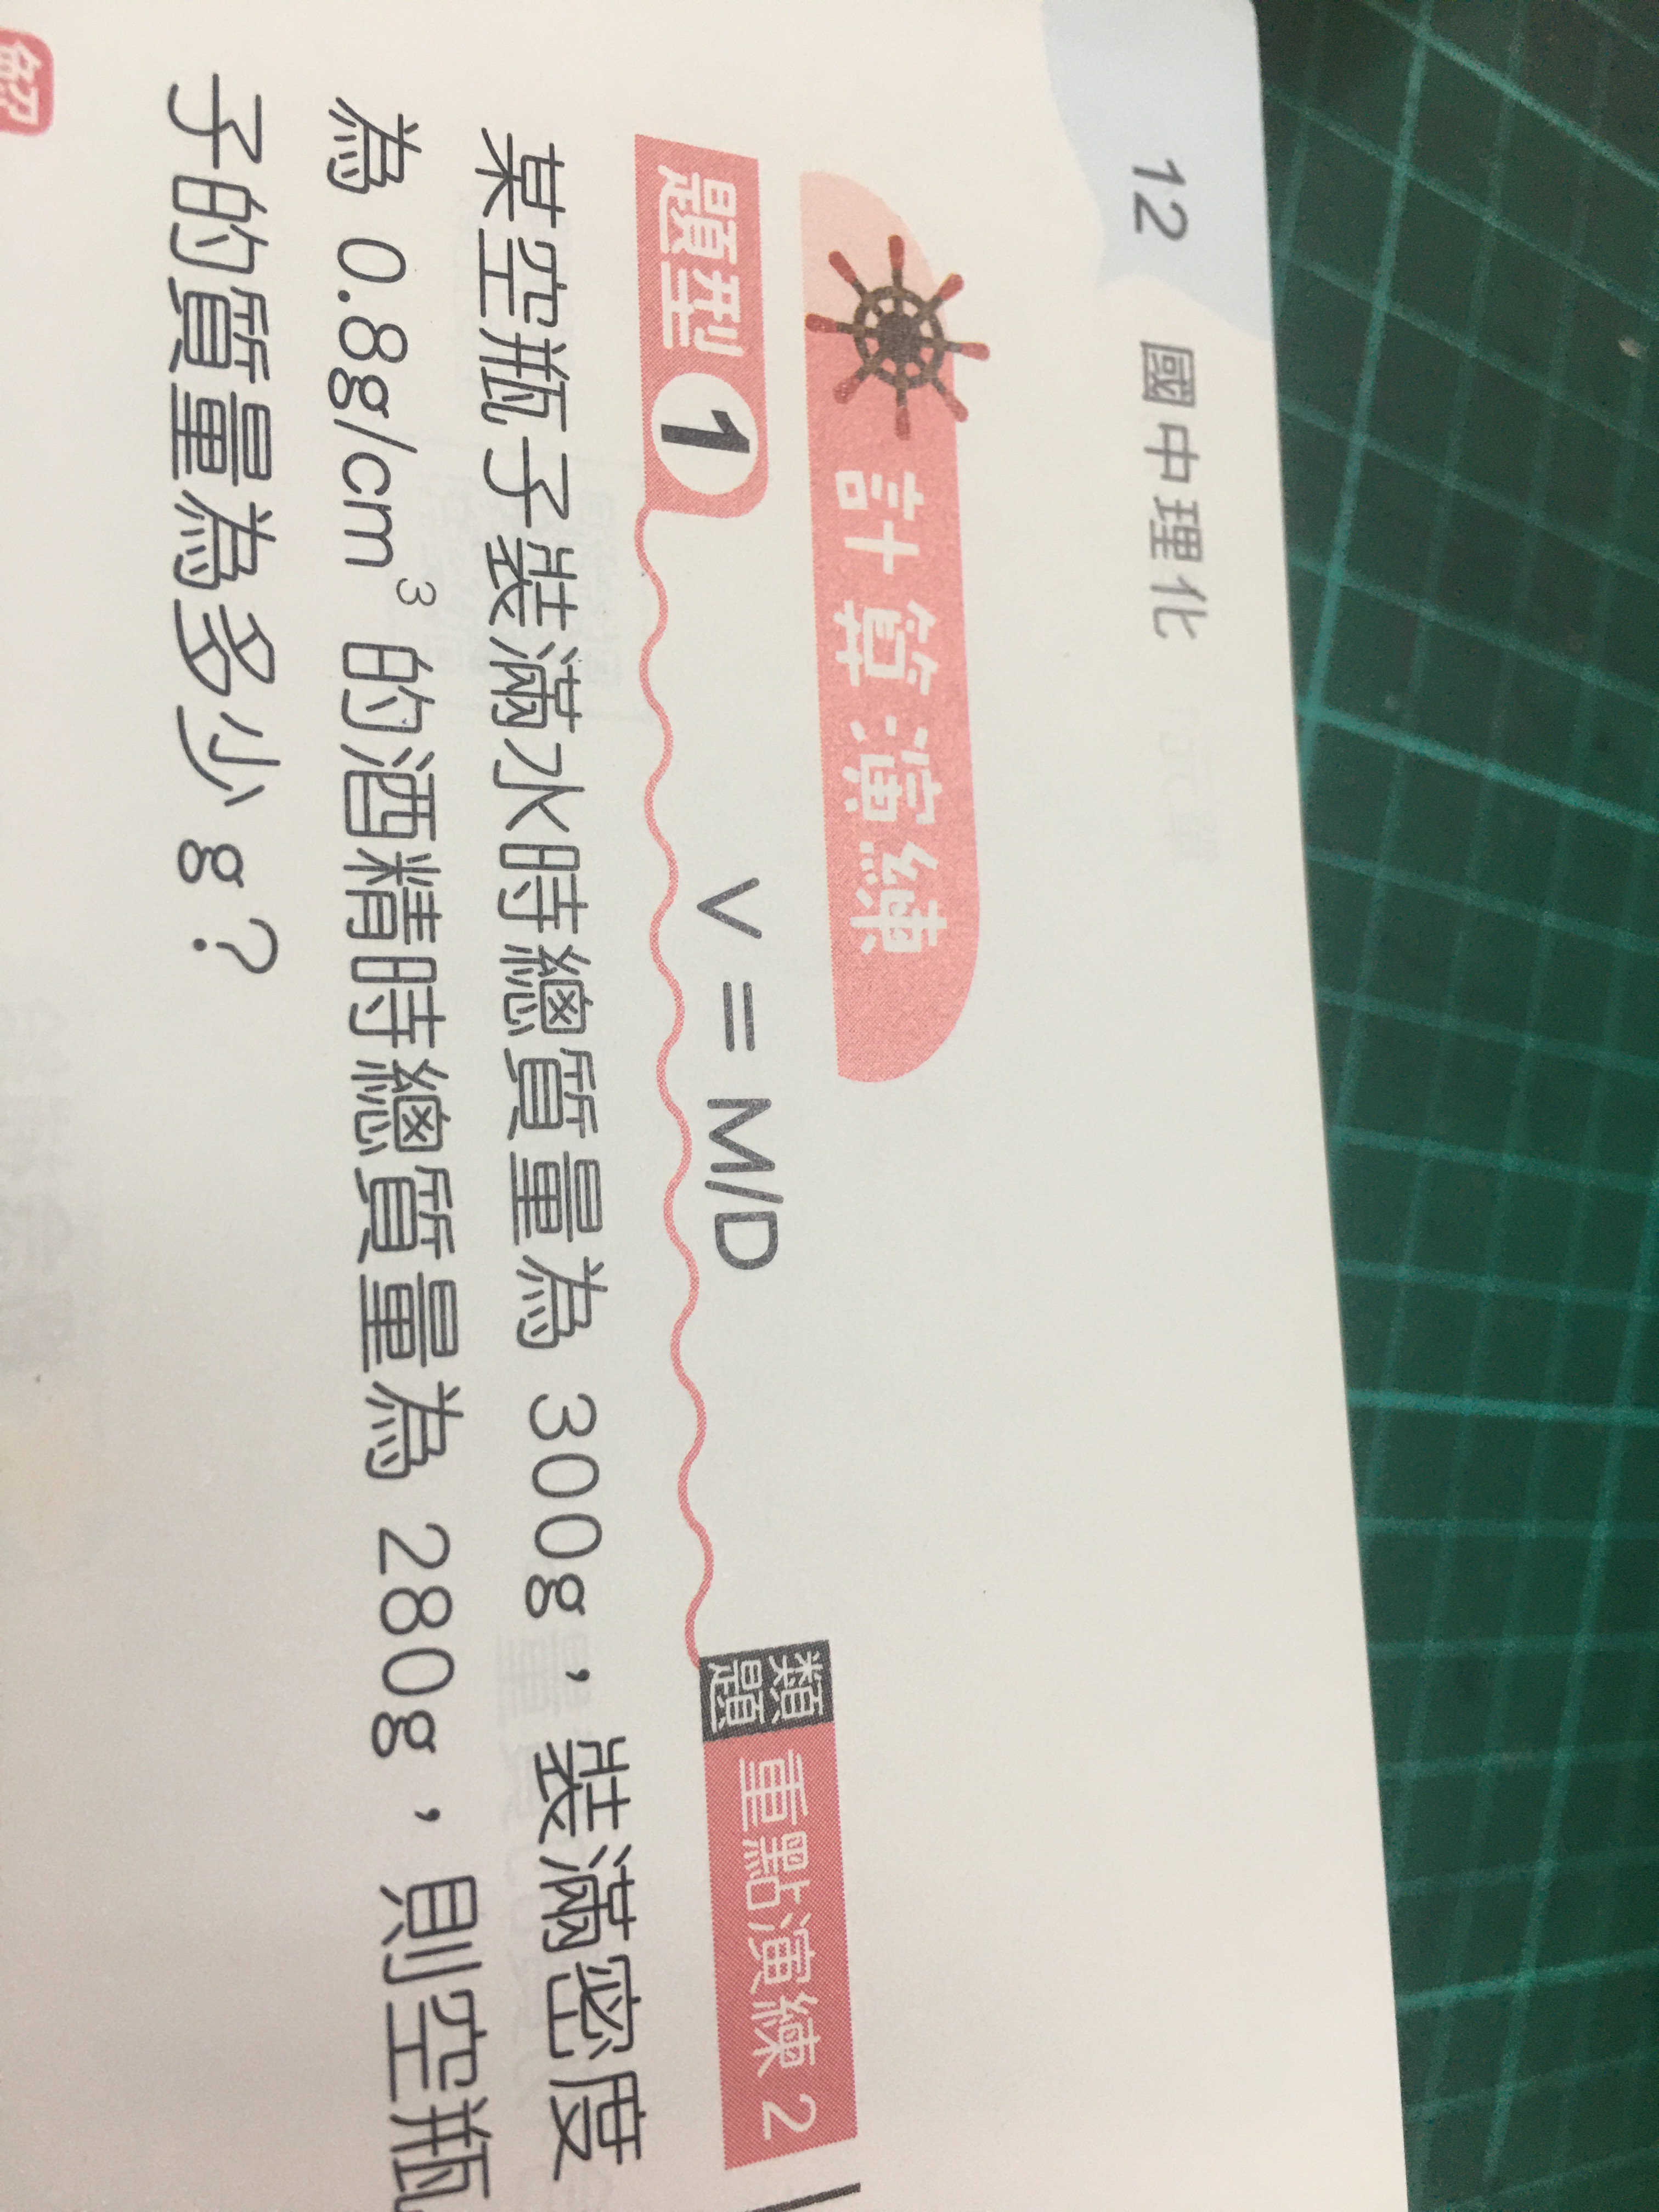 12 國中理化
計算演練
題型 1 V = M/D 類題 重點演練 2
某空瓶子裝滿水時總質量為 300g，裝滿密度
為 0.8g/cm³ 的酒精時總質量為 280g，則空瓶
子的質量為多少 g？
解